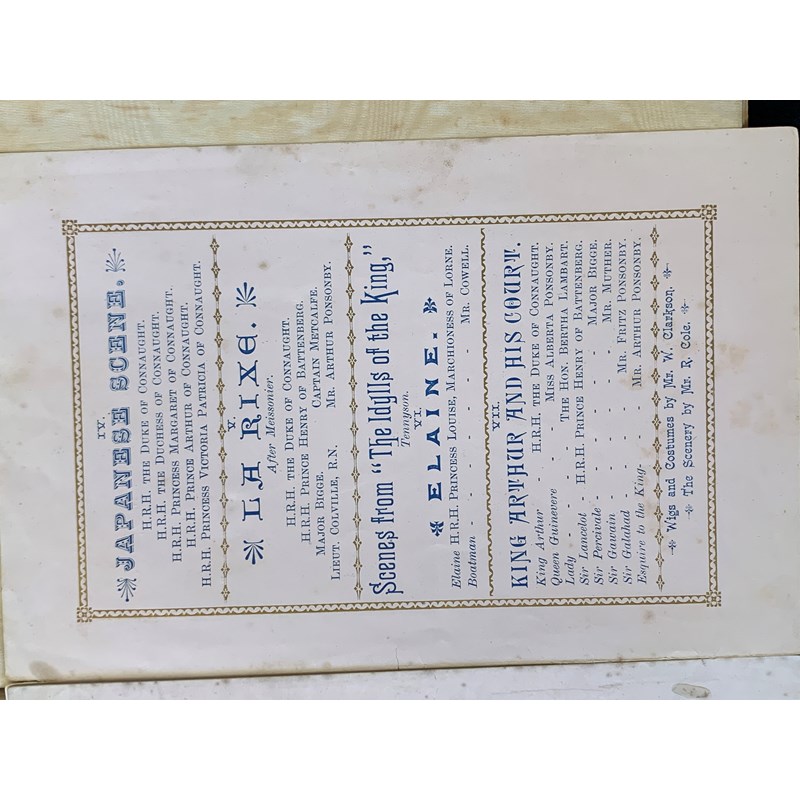 IV.
JAPANESE SCENE.
H.R.H. THE DUKE OF CONNAUGHT.
H.R.H. THE DUCHESS OF CONNAUGHT.
H.R.H. PRINCESS MARGARET OF CONNAUGHT.
H.R.H. PRINCE ARTHUR OF CONNAUGHT.
H.R.H. PRINCESS VICTORIA PATRICIA OF CONNAUGHT.
V.
LA RIXE.
After Meissonier.
H.R.H. THE DUKE OF CONNAUGHT.
H.R.H. PRINCE HENRY OF BATTENBERG.
MAJOR BIGGE. CAPTAIN METCALFE.
LIEUT. COLVILLE, R.N. MR. ARTHUR PONSONBY.
Scenes from "The Idylls of the King,"
Tennyson.
VI.
ELAINE.
Elaine H.R.H. PRINCESS LOUISE, MARCHIONESS OF LORNE.
Boatman - - - - - - - MR. COWELL.
VII.
KING ARTHUR AND HIS COURT.
King Arthur - - H.R.H. THE DUKE OF CONNAUGHT.
Queen Guinevere - - MISS ALBERTA PONSONBY.
Lady - - - - THE HON. BERTHA LAMBART.
Sir Lancelot - H.R.H. PRINCE HENRY OF BATTENBERG.
Sir Percivale - - - - - MAJOR BIGGE.
Sir Gawain - - - - - MR. MUTHER.
Sir Galahad - - - - MR. FRITZ PONSONBY.
Esquire to the King - - - MR. ARTHUR PONSONBY.
Wigs and Costumes by Mr. W. Clarkson.
The Scenery by Mr. R. Cole.